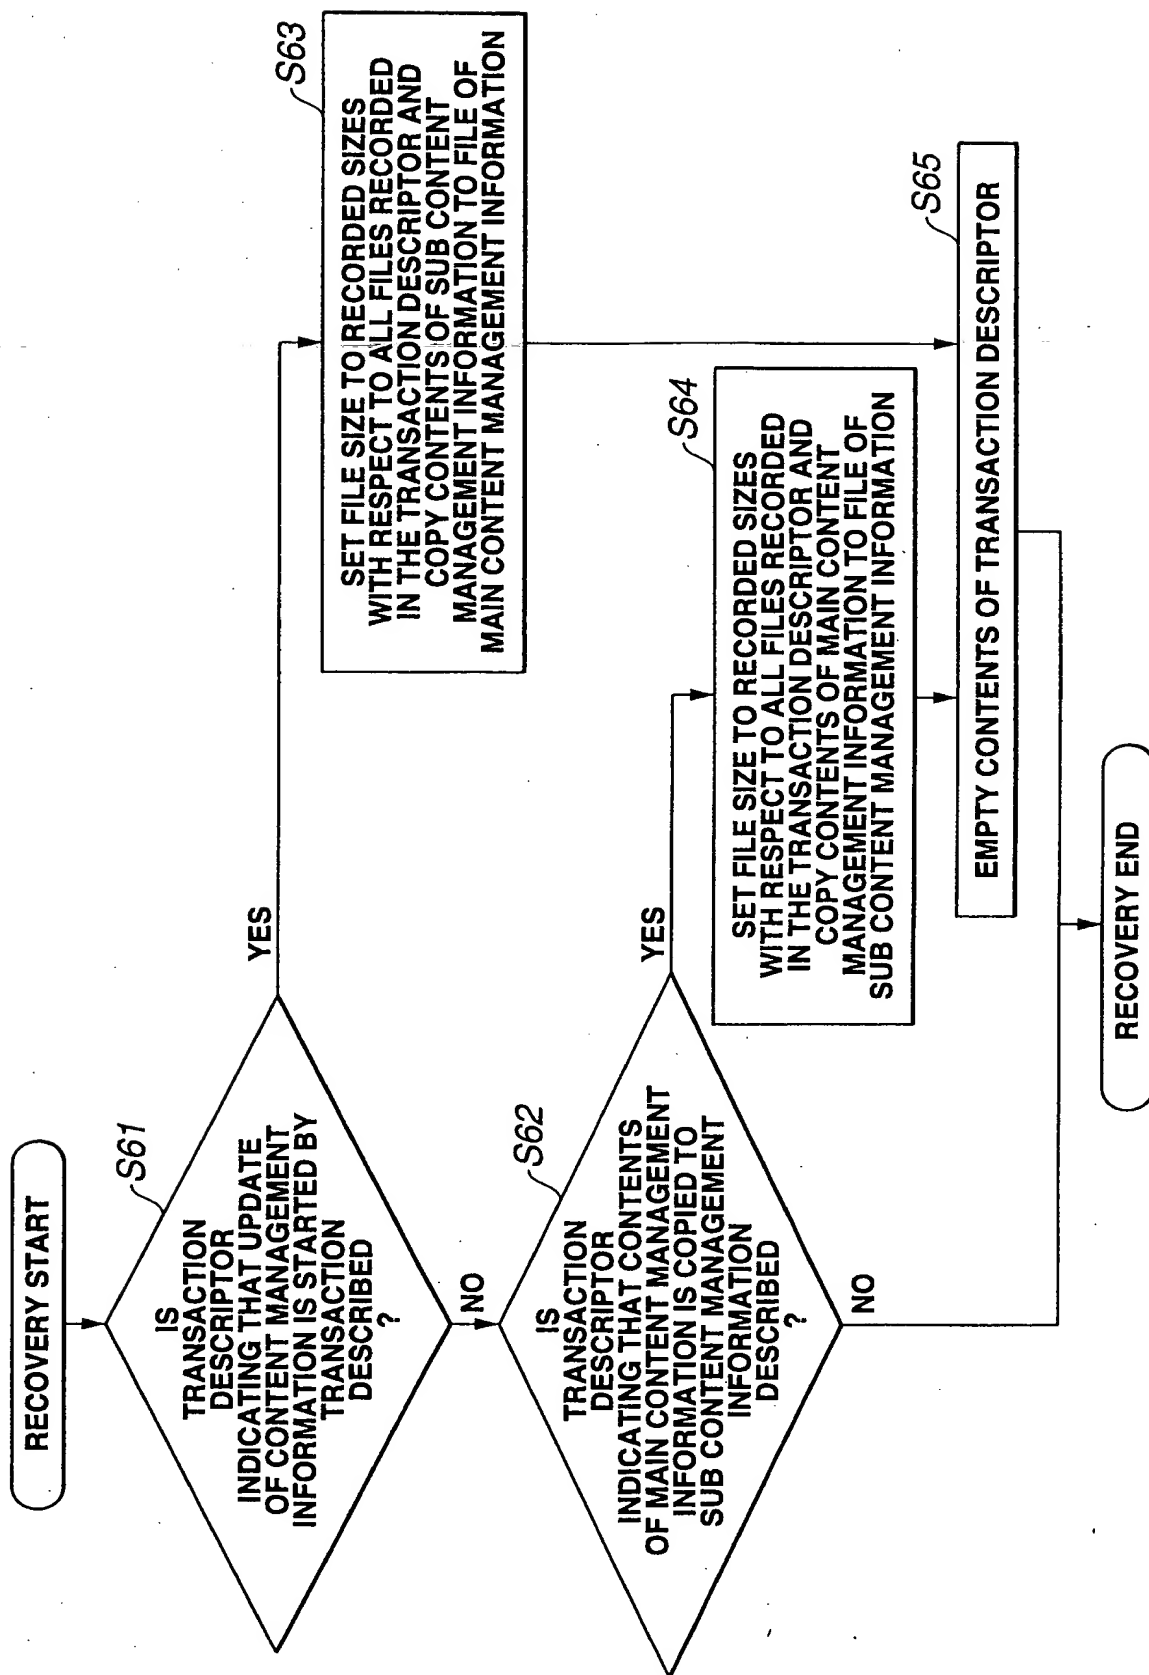 RECOVERY START
S61
IS
TRANSACTION
DESCRIPTOR
INDICATING THAT UPDATE
OF CONTENT MANAGEMENT
INFORMATION IS STARTED BY
TRANSACTION
DESCRIBED
?
YES
NO
S63
SET FILE SIZE TO RECORDED SIZES
WITH RESPECT TO ALL FILES RECORDED
IN THE TRANSACTION DESCRIPTOR AND
COPY CONTENTS OF SUB CONTENT
MANAGEMENT INFORMATION TO FILE OF
MAIN CONTENT MANAGEMENT INFORMATION
S62
IS
TRANSACTION
DESCRIPTOR
INDICATING THAT CONTENTS
OF MAIN CONTENT MANAGEMENT
INFORMATION IS COPIED TO
SUB CONTENT MANAGEMENT
INFORMATION
DESCRIBED
?
YES
NO
S64
SET FILE SIZE TO RECORDED SIZES
WITH RESPECT TO ALL FILES RECORDED
IN THE TRANSACTION DESCRIPTOR AND
COPY CONTENTS OF MAIN CONTENT
MANAGEMENT INFORMATION TO FILE OF
SUB CONTENT MANAGEMENT INFORMATION
S65
EMPTY CONTENTS OF TRANSACTION DESCRIPTOR
RECOVERY END